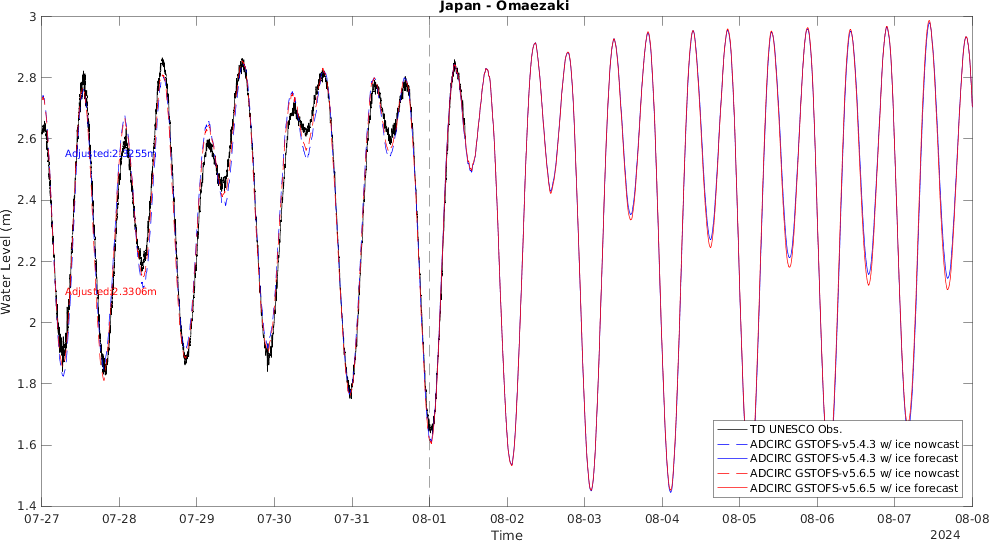 Japan - Omaezaki
3
2.8
2.6
2.4
2.2
2
1.8
1.6
1.4
Water Level (m)
Adjusted:2.3255m
Adjusted:2.3306m
TD UNESCO Obs.
ADCIRC GSTOFS-v5.4.3 w/ ice nowcast
ADCIRC GSTOFS-v5.4.3 w/ ice forecast
ADCIRC GSTOFS-v5.6.5 w/ ice nowcast
ADCIRC GSTOFS-v5.6.5 w/ ice forecast
07-27 07-28 07-29 07-30 07-31 08-01 08-02 08-03 08-04 08-05 08-06 08-07 08-08
Time
2024